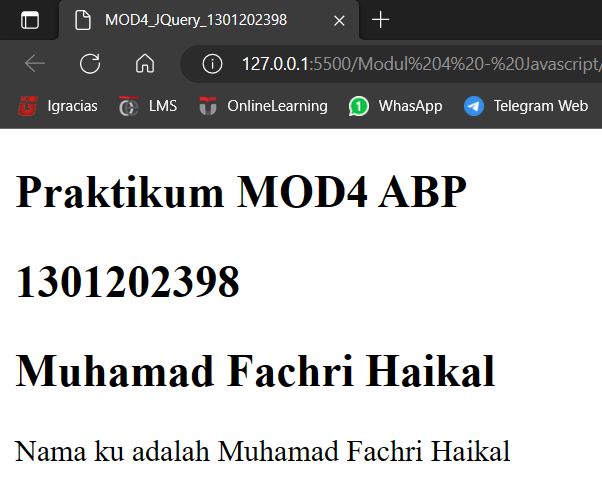 MOD4_JQuery_1301202398
127.0.0.1:5500/Modul%204%20-%20Javascript/
Igracias LMS OnlineLearning WhasApp Telegram Web
Praktikum MOD4 ABP
1301202398
Muhamad Fachri Haikal
Nama ku adalah Muhamad Fachri Haikal